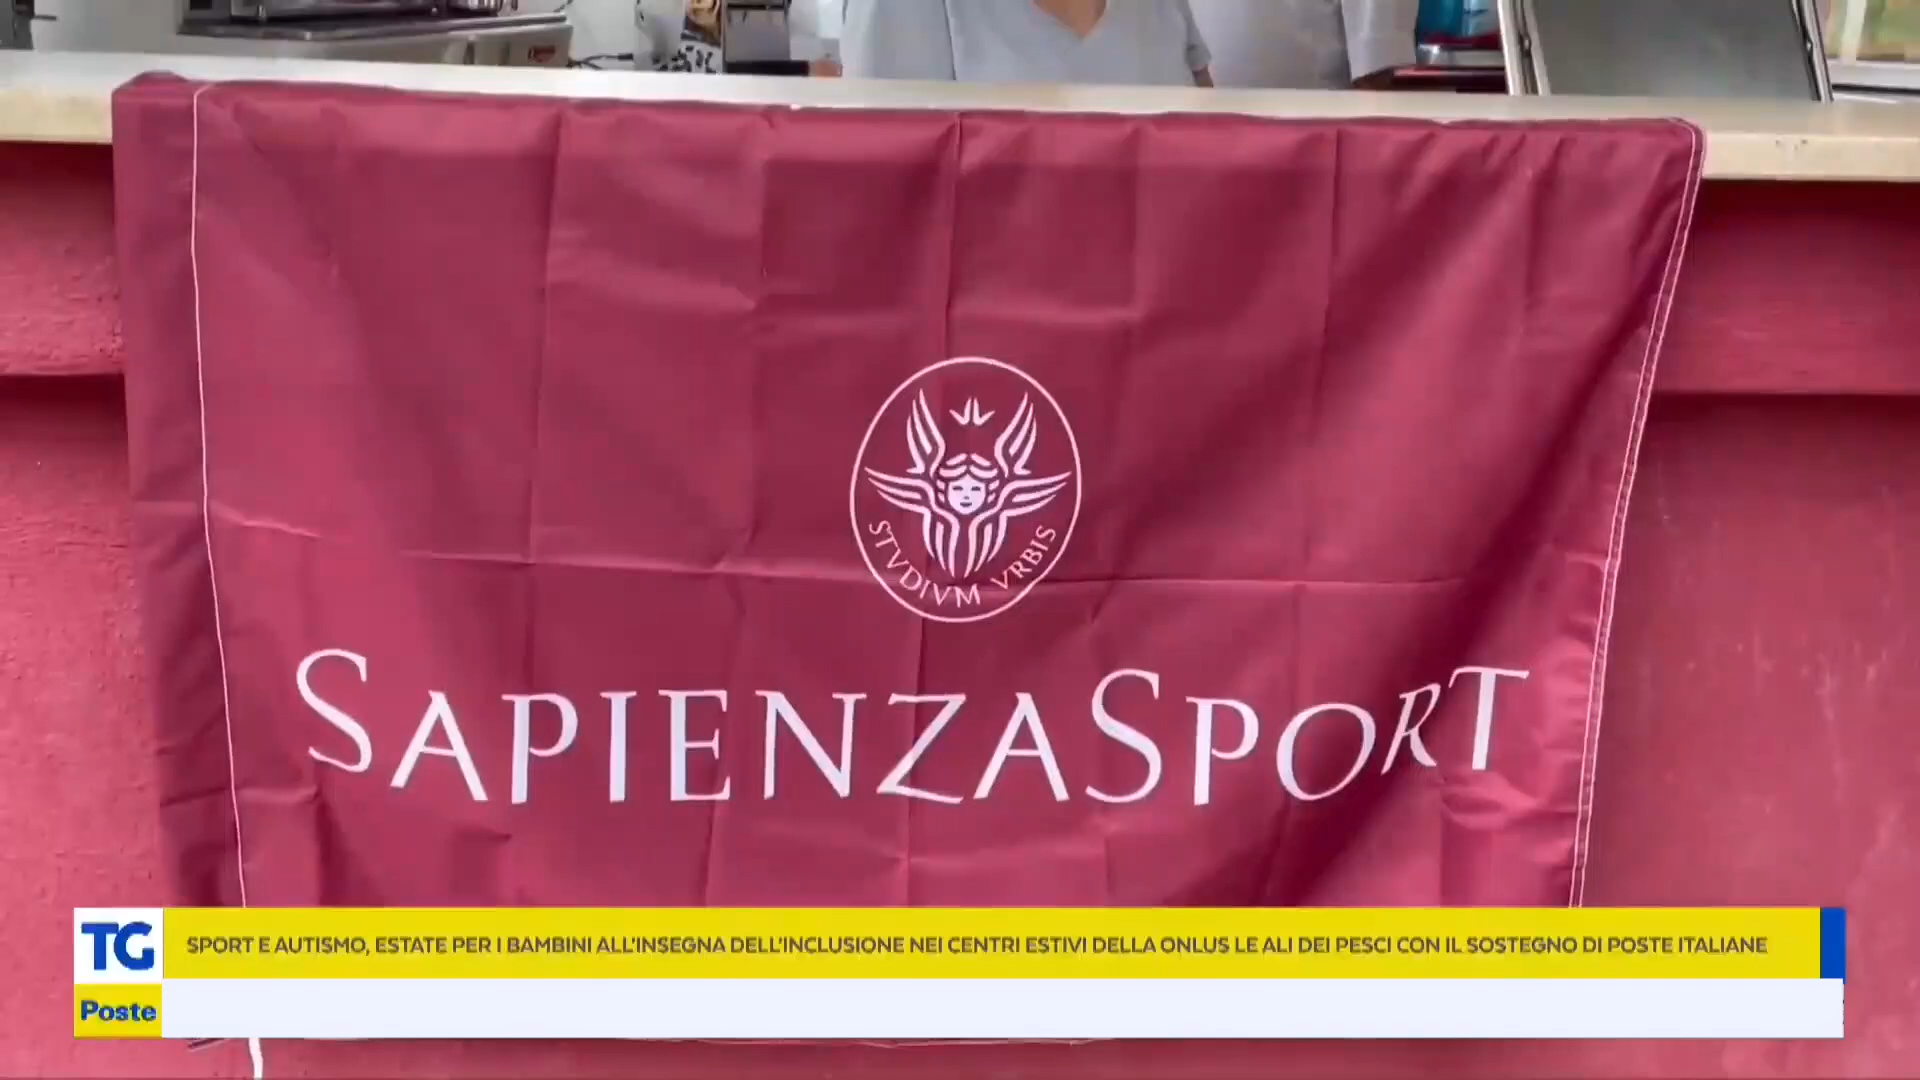 STVDIVM VRBIS
SAPIENZASPORT
TG
SPORT E AUTISMO, ESTATE PER I BAMBINI ALL'INSEGNA DELL'INCLUSIONE NEI CENTRI ESTIVI DELLA ONLUS LE ALI DEI PESCI CON IL SOSTEGNO DI POSTE ITALIANE
Poste